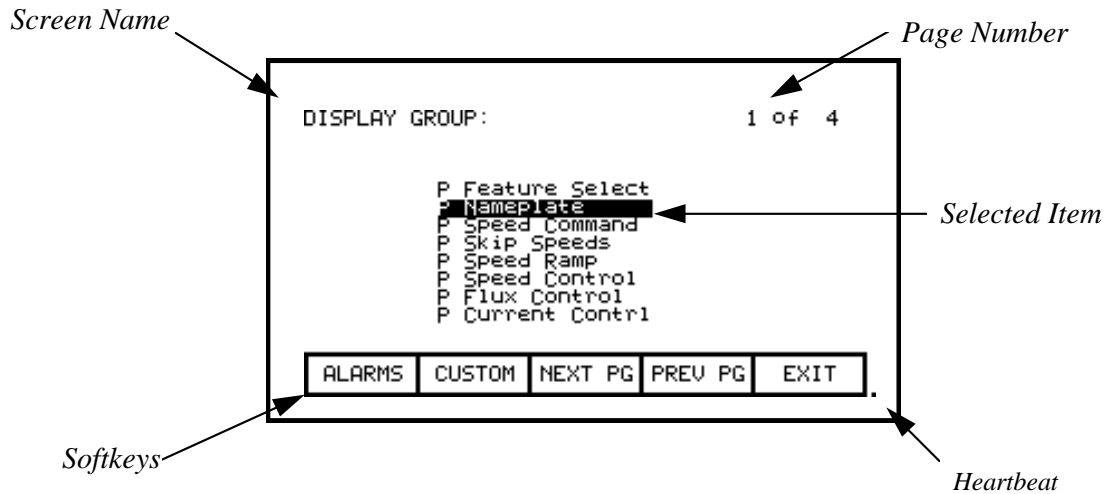 Screen Name
Page Number
DISPLAY GROUP:
1 of 4
P Feature Select
P Nameplate
Selected Item
P Speed Command
P Skip Speeds
P Speed Ramp
P Speed Control
P Flux Control
P Current Contrl
ALARMS CUSTOM NEXT PG PREV PG EXIT .
Softkeys
Heartbeat